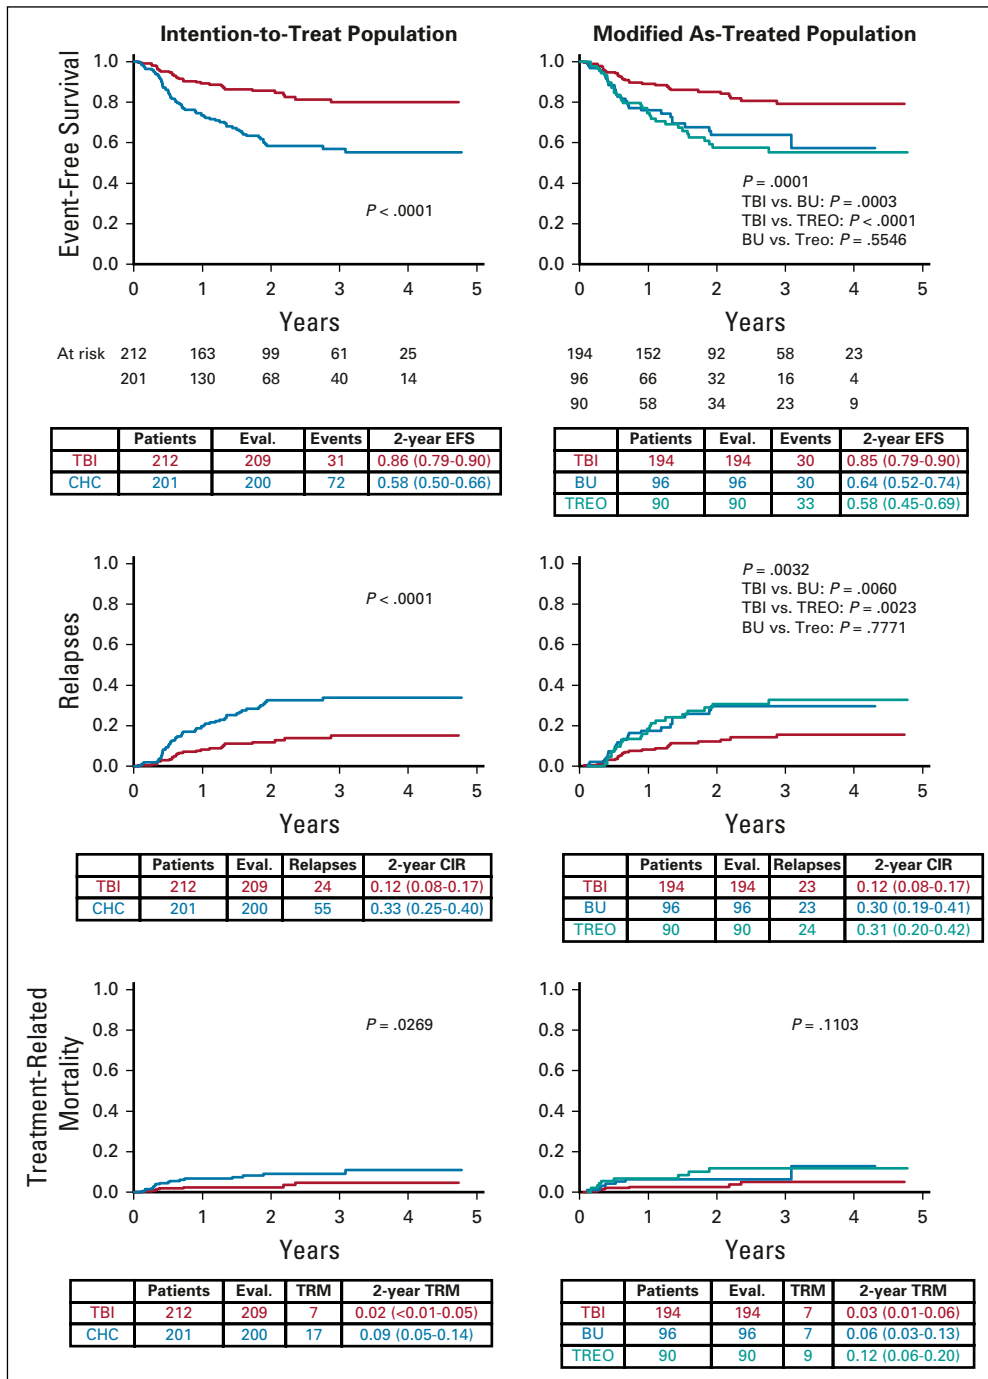 Intention-to-Treat Population
Modified As-Treated Population
Event-Free Survival
1.0
0.8
0.6
0.4
0.2
0.0
P < .0001
0 1 2 3 4 5
Years
At risk 212 163 99 61 25
201 130 68 40 14
1.0
0.8
0.6
0.4
0.2
0.0
P = .0001
TBI vs. BU: P = .0003
TBI vs. TREO: P < .0001
BU vs. Treo: P = .5546
0 1 2 3 4 5
Years
194 152 92 58 23
96 66 32 16 4
90 58 34 23 9
Patients Eval. Events 2-year EFS
TBI 212 209 31 0.86 (0.79-0.90)
CHC 201 200 72 0.58 (0.50-0.66)
Patients Eval. Events 2-year EFS
TBI 194 194 30 0.85 (0.79-0.90)
BU 96 96 30 0.64 (0.52-0.74)
TREO 90 90 33 0.58 (0.45-0.69)
Relapses
1.0
0.8
0.6
0.4
0.2
0.0
P < .0001
0 1 2 3 4 5
Years
1.0
0.8
0.6
0.4
0.2
0.0
P = .0032
TBI vs. BU: P = .0060
TBI vs. TREO: P = .0023
BU vs. Treo: P = .7771
0 1 2 3 4 5
Years
Patients Eval. Relapses 2-year CIR
TBI 212 209 24 0.12 (0.08-0.17)
CHC 201 200 55 0.33 (0.25-0.40)
Patients Eval. Relapses 2-year CIR
TBI 194 194 23 0.12 (0.08-0.17)
BU 96 96 23 0.30 (0.19-0.41)
TREO 90 90 24 0.31 (0.20-0.42)
Treatment-Related
Mortality
1.0
0.8
0.6
0.4
0.2
0.0
P = .0269
0 1 2 3 4 5
Years
1.0
0.8
0.6
0.4
0.2
0.0
P = .1103
0 1 2 3 4 5
Years
Patients Eval. TRM 2-year TRM
TBI 212 209 7 0.02 (<0.01-0.05)
CHC 201 200 17 0.09 (0.05-0.14)
Patients Eval. TRM 2-year TRM
TBI 194 194 7 0.03 (0.01-0.06)
BU 96 96 7 0.06 (0.03-0.13)
TREO 90 90 9 0.12 (0.06-0.20)